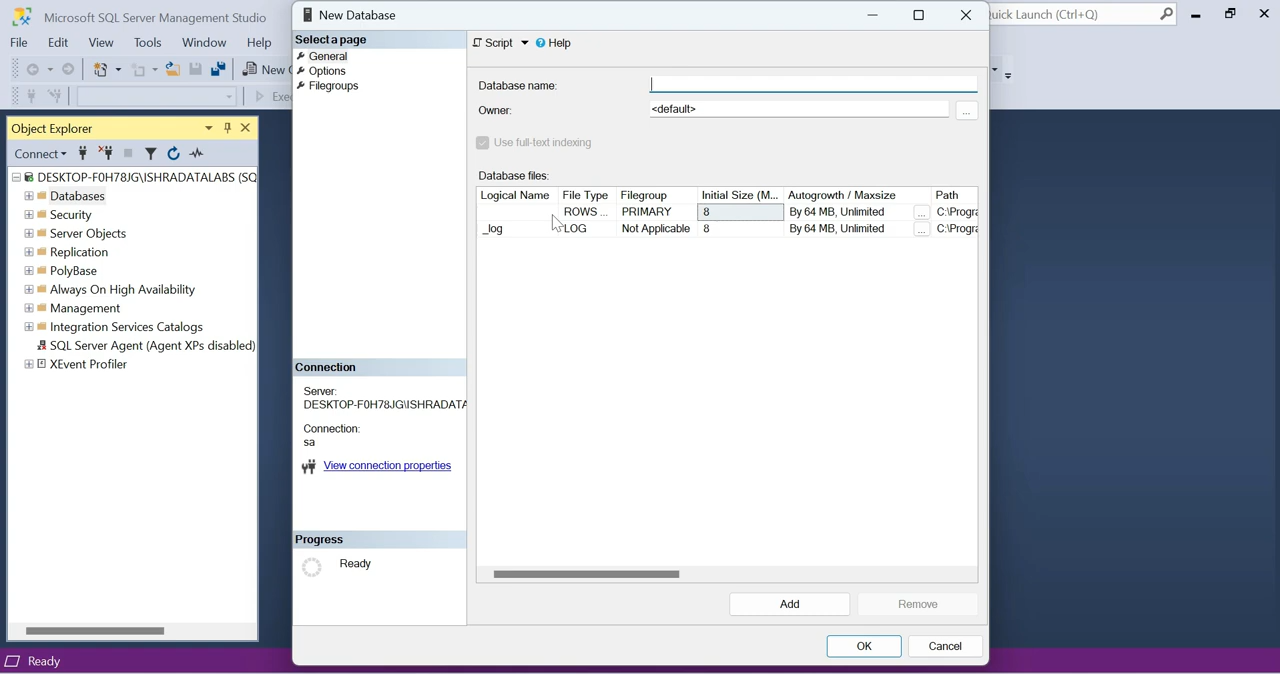 Microsoft SQL Server Management Studio
New Database
Quick Launch (Ctrl+Q)
File Edit View Tools Window Help
Select a page
General
Options
Filegroups
Script Help
New
Exec
Database name:
Owner: <default> ...
Use full-text indexing
Database files:
Logical Name File Type Filegroup Initial Size (M... Autogrowth / Maxsize Path
ROWS ... PRIMARY 8 By 64 MB, Unlimited ... C:\Progra
_log LOG Not Applicable 8 By 64 MB, Unlimited ... C:\Progra
Object Explorer
Connect
DESKTOP-F0H78JG\ISHRADATALABS (SQ
Databases
Security
Server Objects
Replication
PolyBase
Always On High Availability
Management
Integration Services Catalogs
SQL Server Agent (Agent XPs disabled)
XEvent Profiler
Connection
Server:
DESKTOP-F0H78JG\ISHRADATA
Connection:
sa
View connection properties
Progress
Ready
Add Remove
OK Cancel
Ready